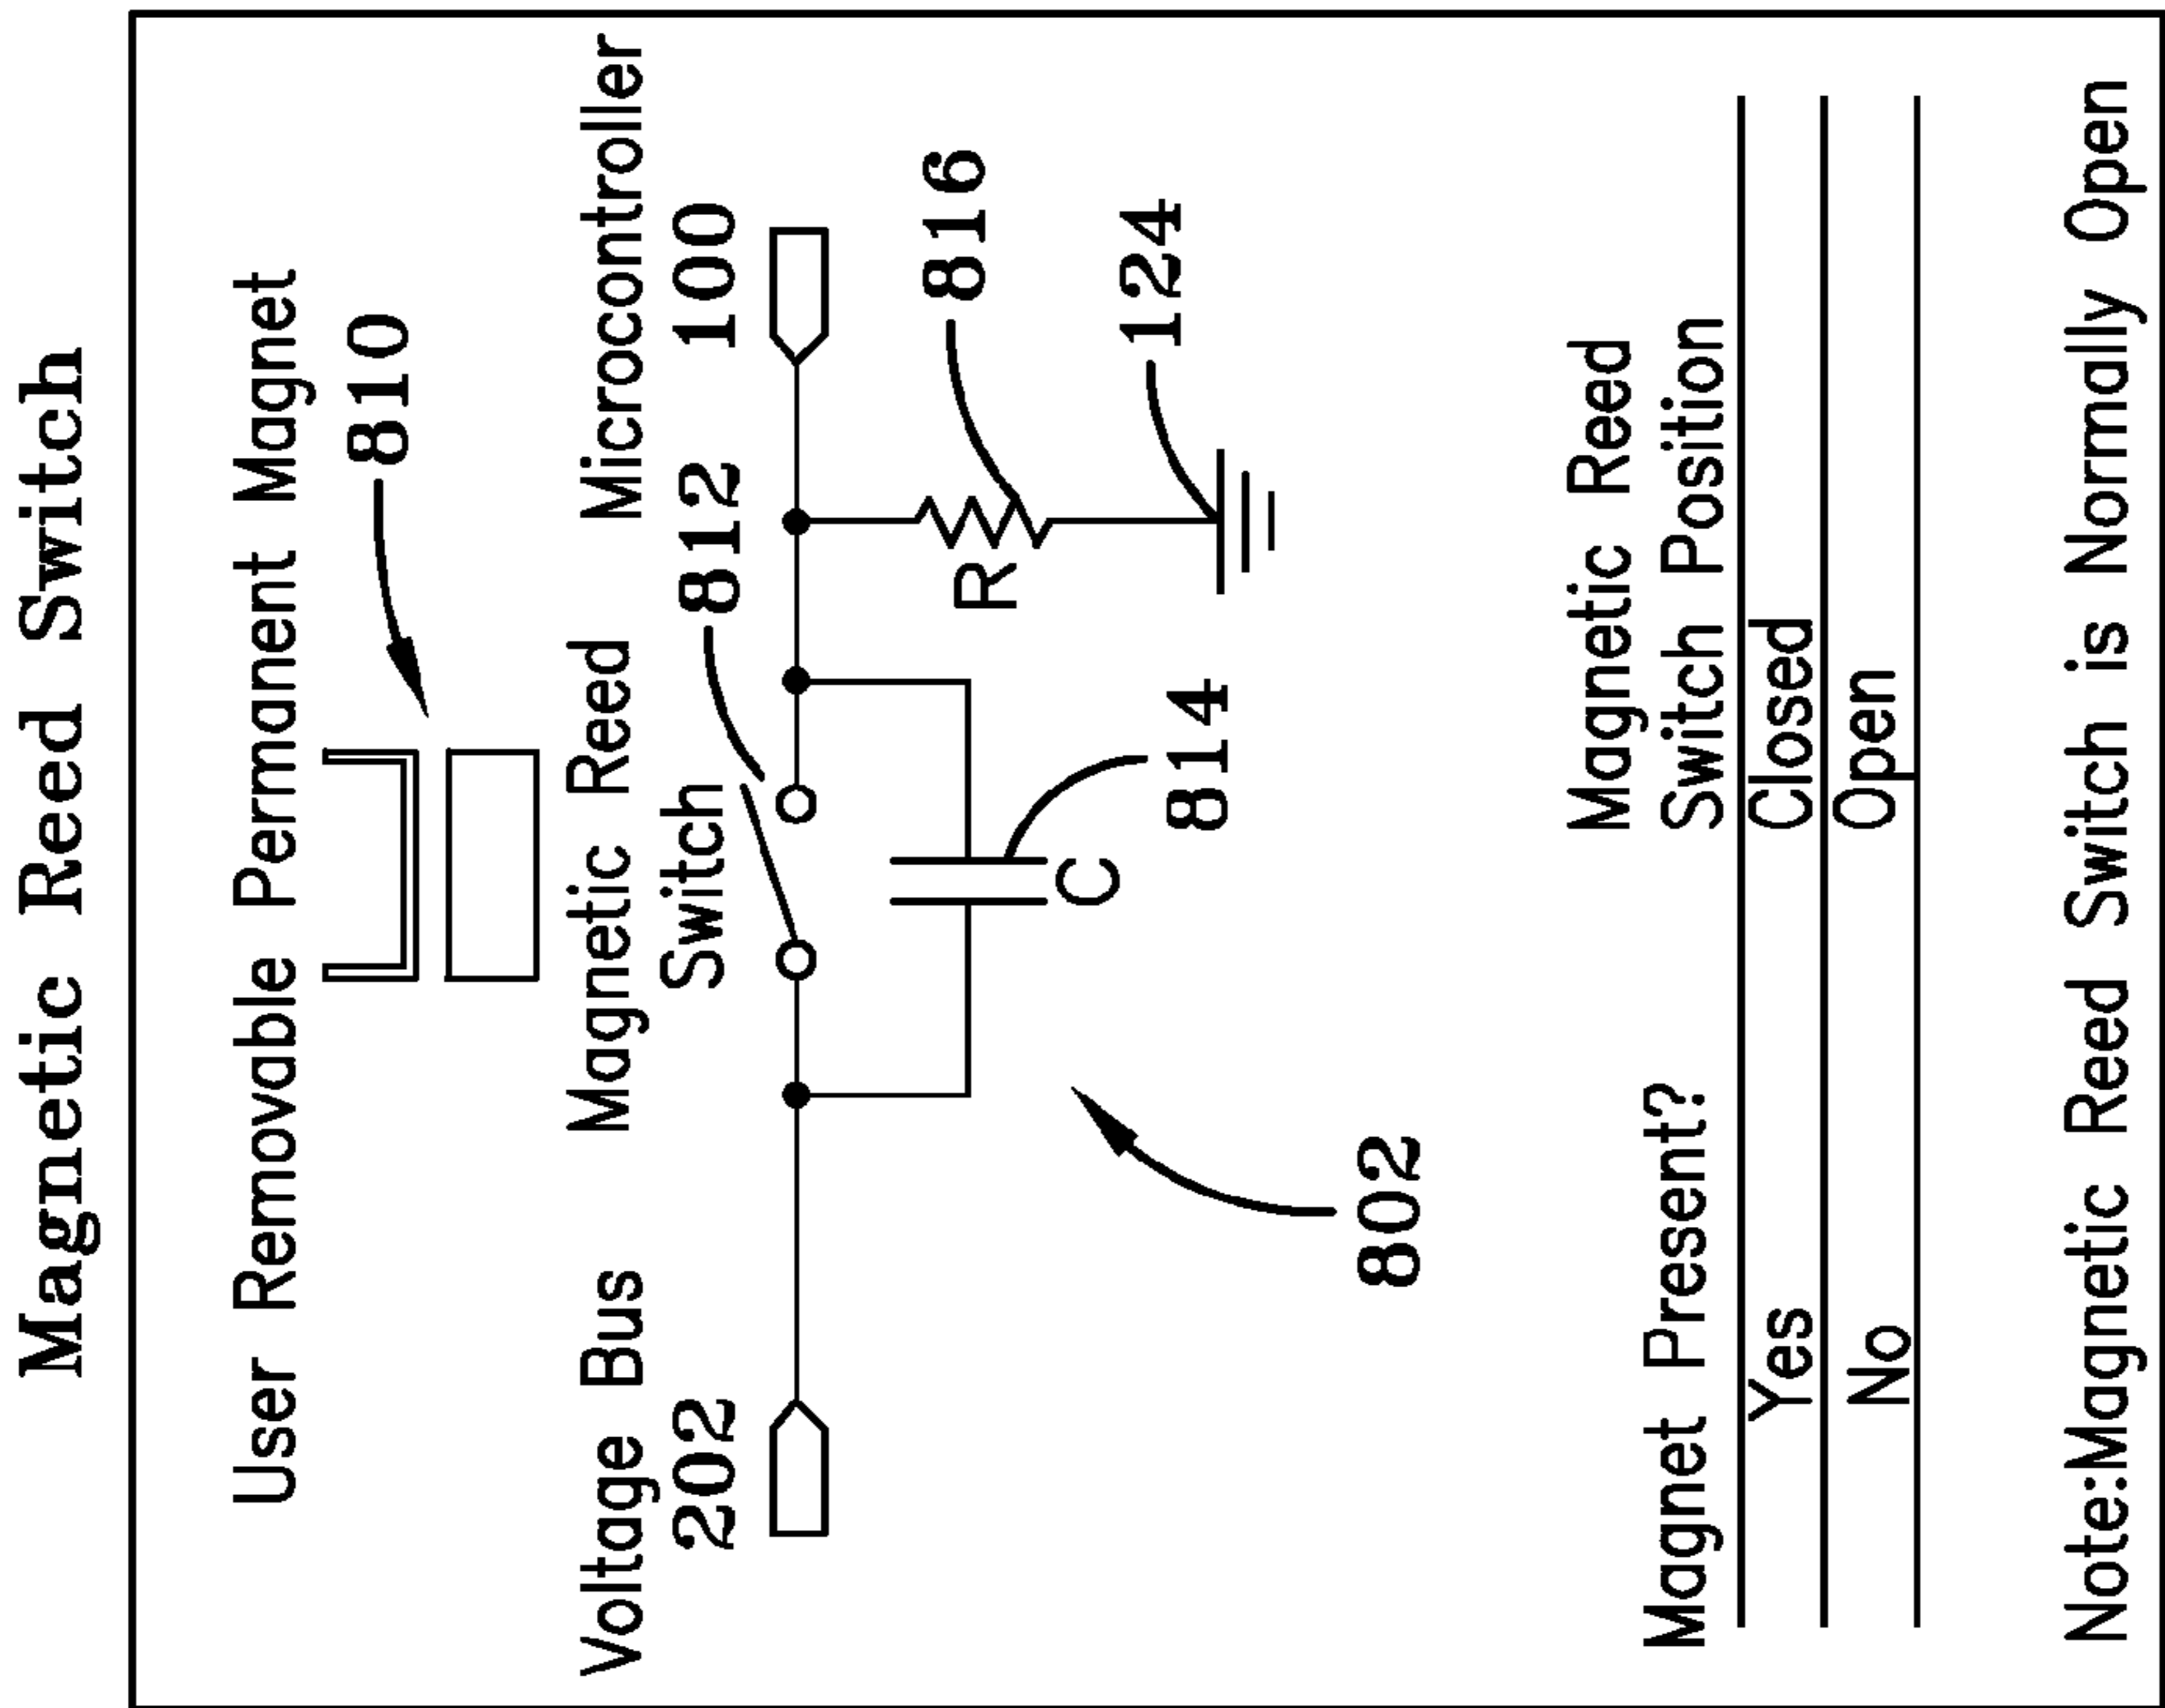 Magnetic Reed Switch
User Removable Permanent Magnet
810
Voltage Bus
202
Magnetic Reed
Switch
812
Microcontroller
100
R
816
C
814
124
802
Magnetic Reed
Magnet Present? Switch Position
Yes Closed
No Open
Note:Magnetic Reed Switch is Normally Open